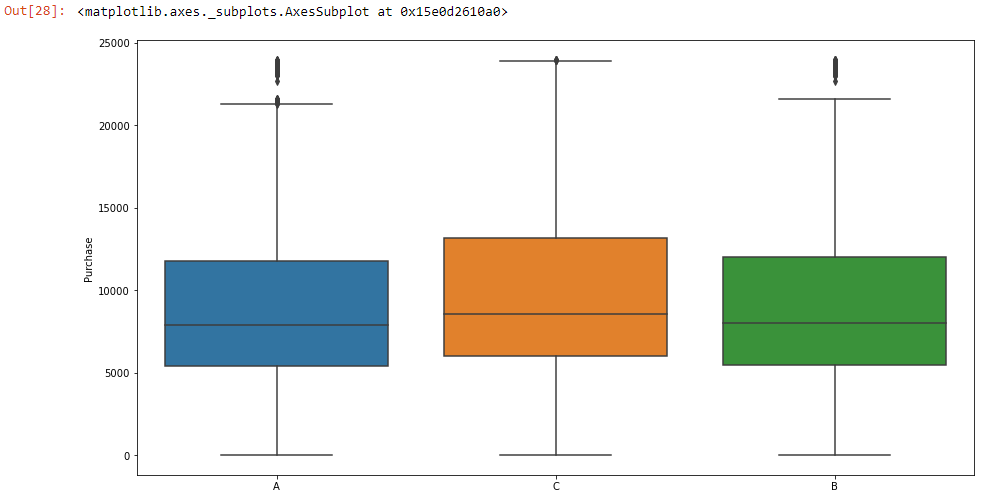 Out[28]: <matplotlib.axes._subplots.AxesSubplot at 0x15e0d2610a0>
25000
20000
15000
10000
5000
0
Purchase
A C B